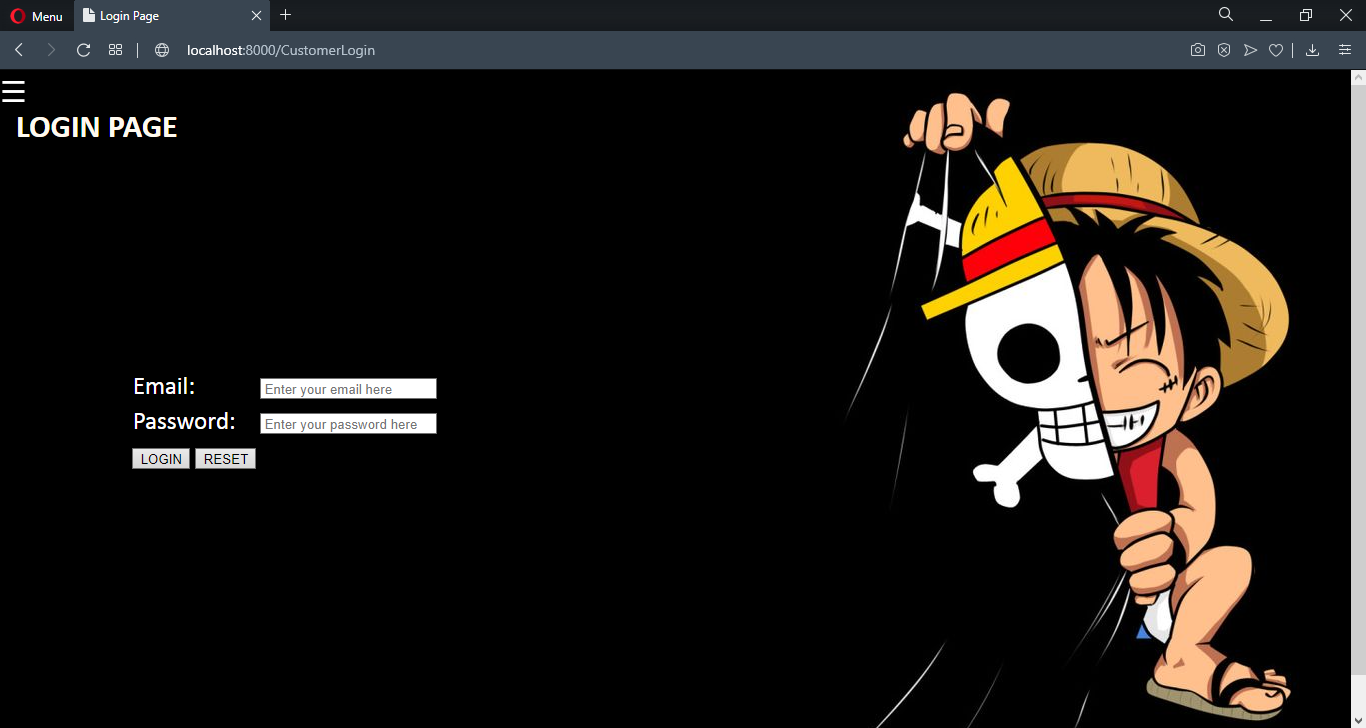 Menu
Login Page
localhost:8000/CustomerLogin
LOGIN PAGE
Email: Enter your email here
Password: Enter your password here
LOGIN RESET